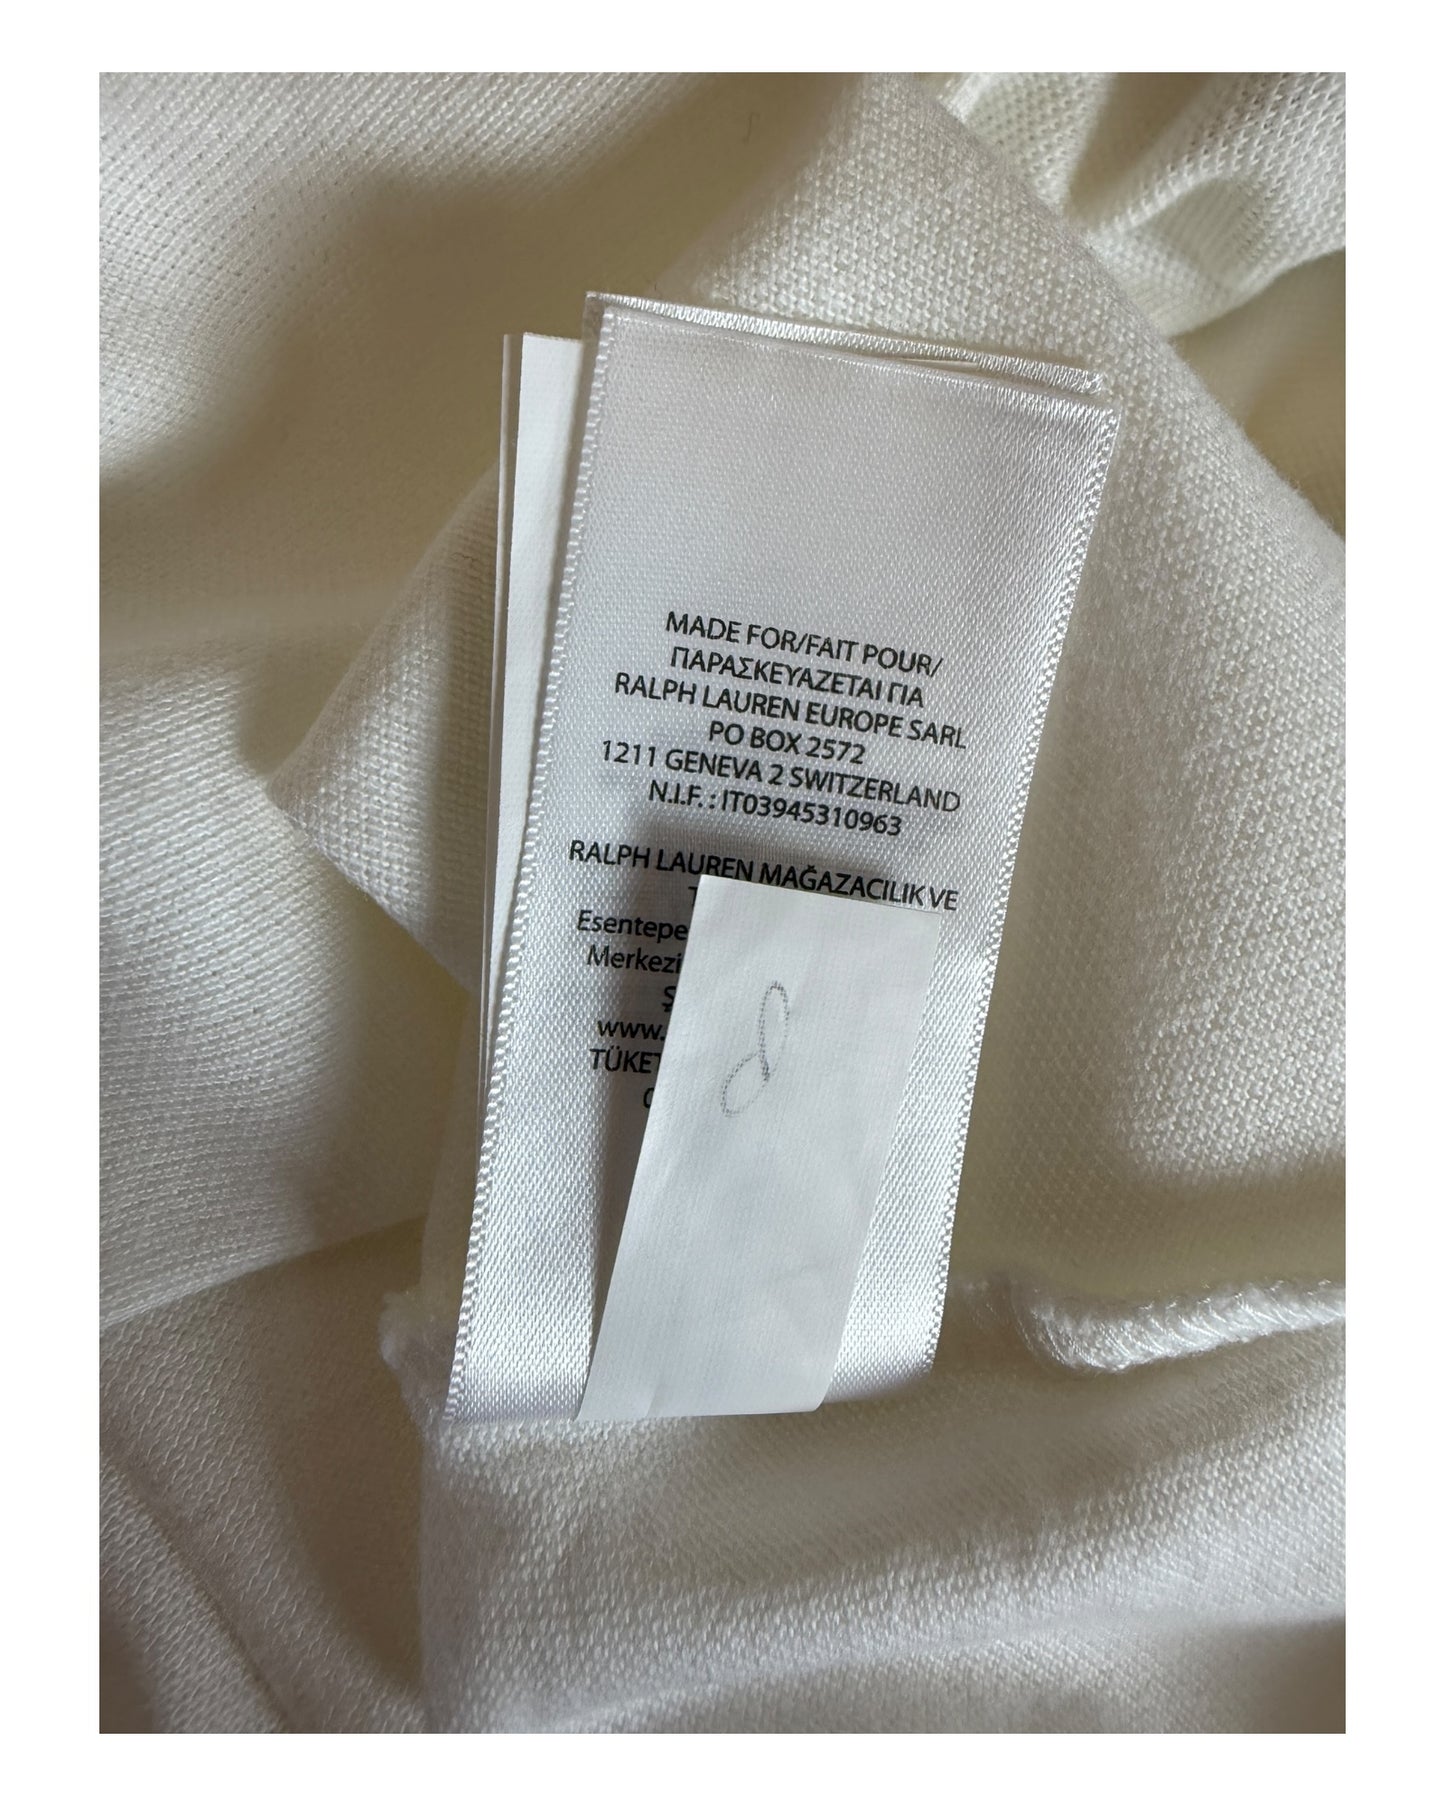 MADE FOR/FAIT POUR/
ΠΑΡΑΣΚΕΥΑΖΕΤΑΙ ΓΙΑ
RALPH LAUREN EUROPE SARL
PO BOX 2572
1211 GENEVA 2 SWITZERLAND
N.I.F. : IT03945310963
RALPH LAUREN MAĞAZACILIK VE
Esentepe
Merkezi
www.
8